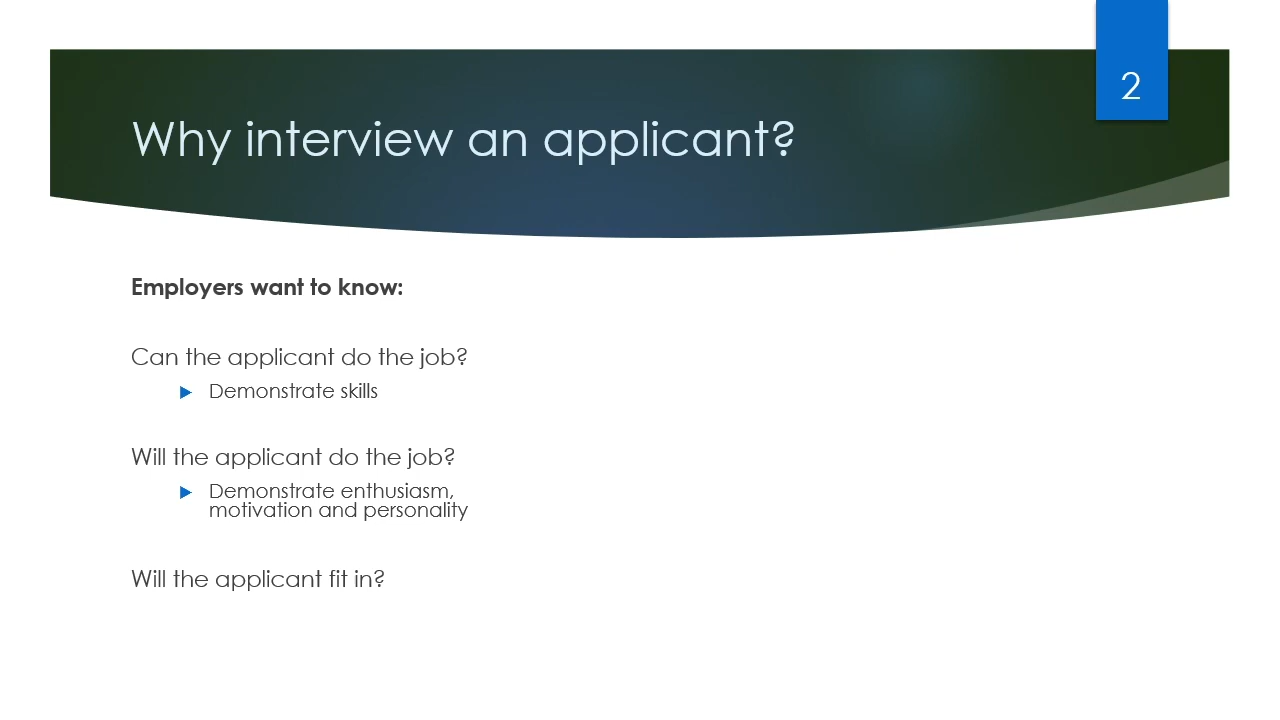 2
Why interview an applicant?
Employers want to know:
Can the applicant do the job?
Demonstrate skills
Will the applicant do the job?
Demonstrate enthusiasm,
motivation and personality
Will the applicant fit in?